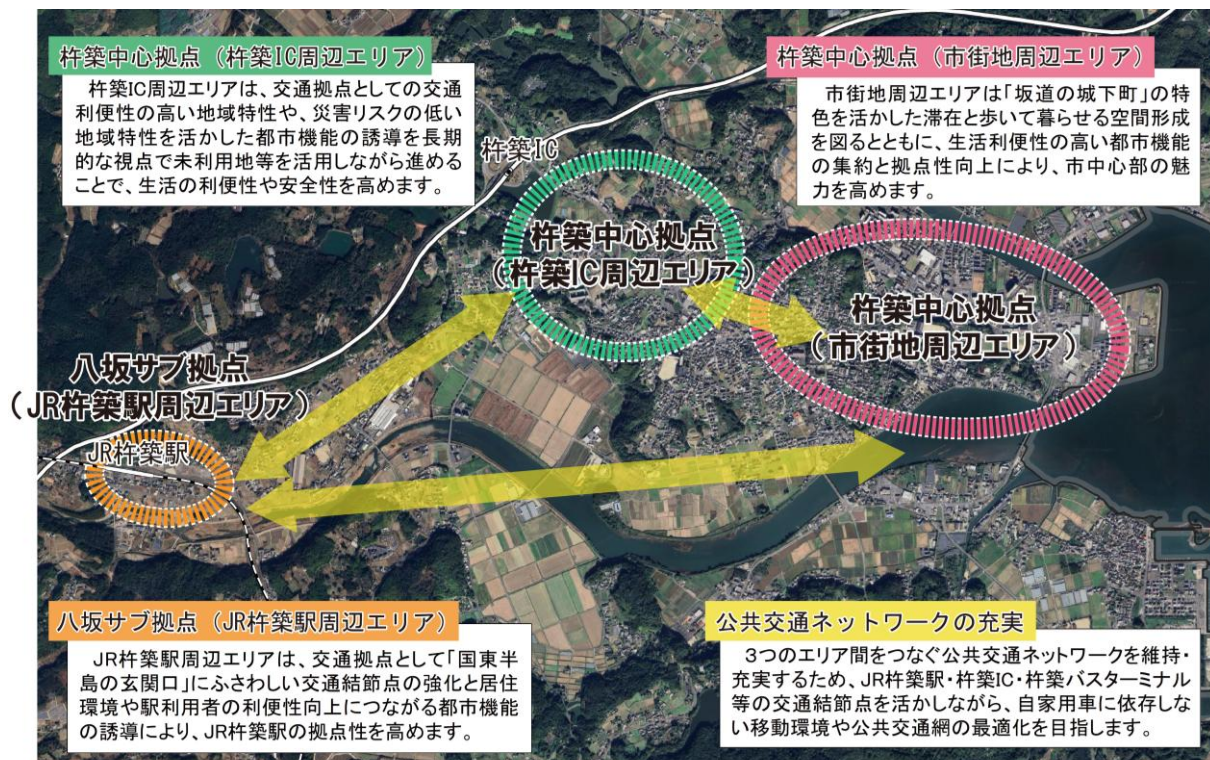 杵築中心拠点（杵築IC周辺エリア）
杵築IC周辺エリアは、交通拠点としての交通
利便性の高い地域特性や、災害リスクの低い
地域特性を活かした都市機能の誘導を長期
的な視点で未利用地等を活用しながら進める
ことで、生活の利便性や安全性を高めます。
杵築中心拠点（市街地周辺エリア）
市街地周辺エリアは「坂道の城下町」の特
色を活かした滞在と歩いて暮らせる空間形成
を図るとともに、生活利便性の高い都市機能
の集約と拠点性向上により、市中心部の魅
力を高めます。
杵築IC
杵築中心拠点
（杵築IC周辺エリア）
杵築中心拠点
（市街地周辺エリア）
八坂サブ拠点
（JR杵築駅周辺エリア）
JR杵築駅
八坂サブ拠点（JR杵築駅周辺エリア）
JR杵築駅周辺エリアは、交通拠点として「国東半
島の玄関口」にふさわしい交通結節点の強化と居住
環境や駅利用者の利便性向上につながる都市機能
の誘導により、JR杵築駅の拠点性を高めます。
公共交通ネットワークの充実
3つのエリア間をつなぐ公共交通ネットワークを維持・
充実するため、JR杵築駅・杵築IC・杵築バスターミナル
等の交通結節点を活かしながら、自家用車に依存しな
い移動環境や公共交通網の最適化を目指します。